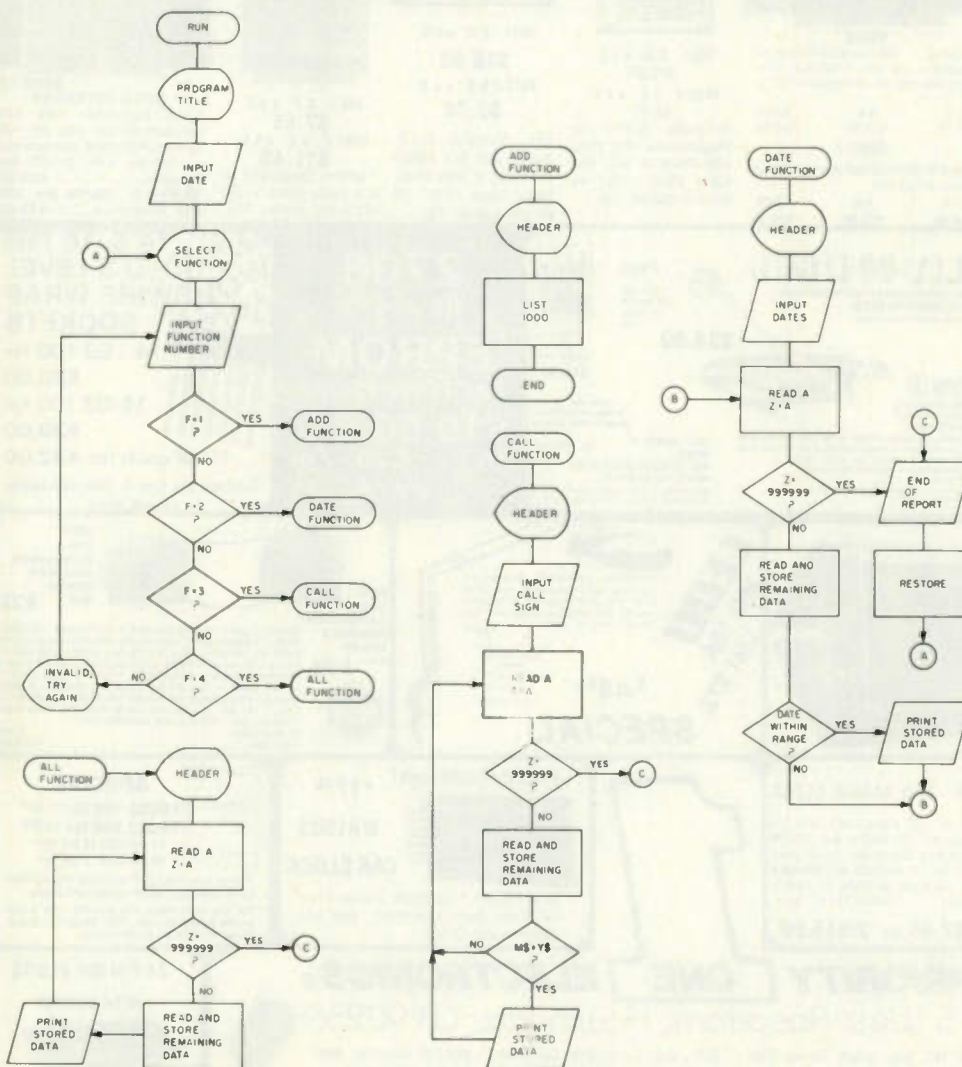 RUN
PROGRAM
TITLE
INPUT
DATE
A
SELECT
FUNCTION
INPUT
FUNCTION
NUMBER
F=1
?
YES
ADD
FUNCTION
NO
F=2
?
YES
DATE
FUNCTION
NO
F=3
?
YES
CALL
FUNCTION
NO
F=4
?
YES
ALL
FUNCTION
NO
INVALID,
TRY
AGAIN
ALL
FUNCTION
HEADER
READ A
Z=A
Z=
999999
?
YES
C
NO
READ AND
STORE
REMAINING
DATA
PRINT
STORED
DATA
ADD
FUNCTION
HEADER
LIST
1000
END
CALL
FUNCTION
HEADER
INPUT
CALL
SIGN
READ A
Z=A
Z=
999999
?
YES
C
NO
READ AND
STORE
REMAINING
DATA
M$=Y$
?
NO
YES
PRINT
STORED
DATA
DATE
FUNCTION
HEADER
INPUT
DATES
B
READ A
Z=A
Z=
999999
?
YES
C
END
OF
REPORT
RESTORE
A
NO
READ AND
STORE
REMAINING
DATA
DATE
WITHIN
RANGE
?
YES
PRINT
STORED
DATA
NO
B